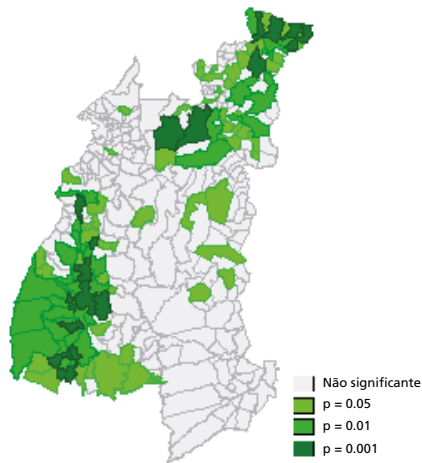 Não significante
p = 0.05
p = 0.01
p = 0.001